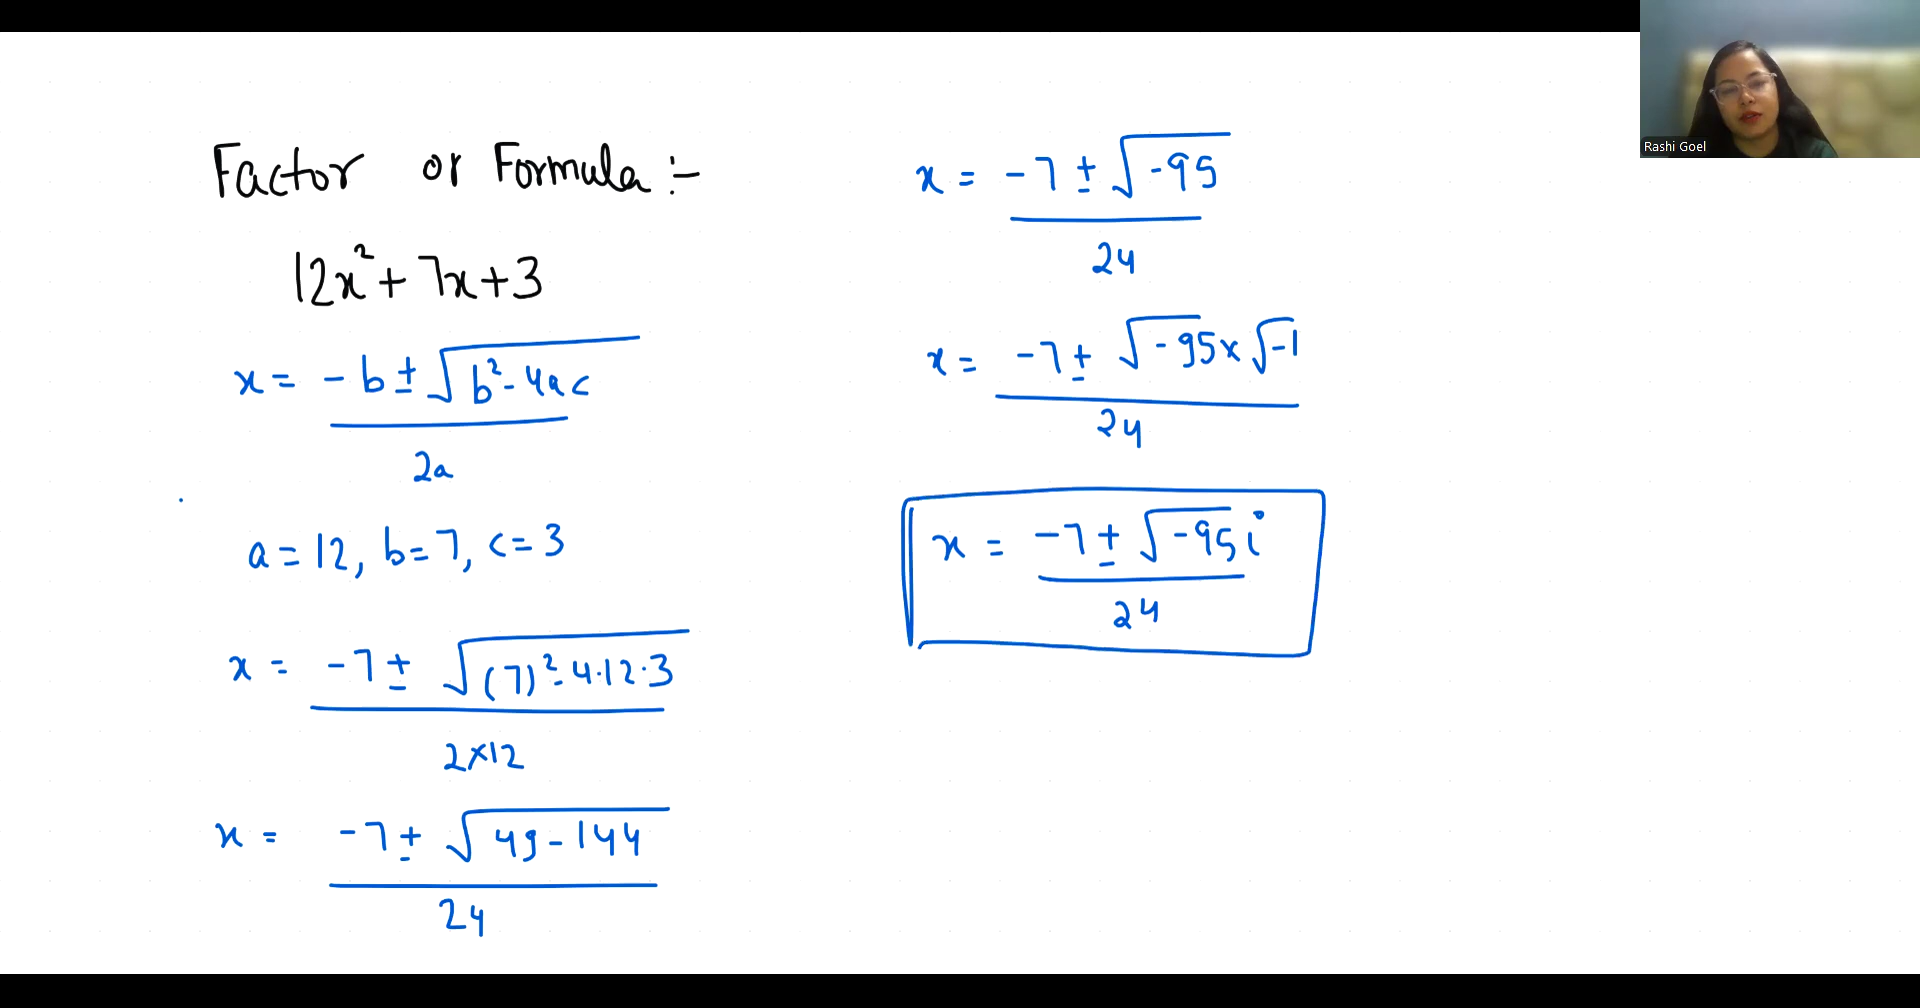 Factor or Formula :-
12x² + 7x + 3
x = -b ± √(b² - 4ac) / 2a
a = 12, b = 7, c = 3
x = -7 ± √((7)² - 4·12·3) / 2×12
x = -7 ± √(49 - 144) / 24
x = -7 ± √(-95) / 24
x = -7 ± √(-95) × √(-1) / 24
x = -7 ± √(-95) i / 24
Rashi Goel